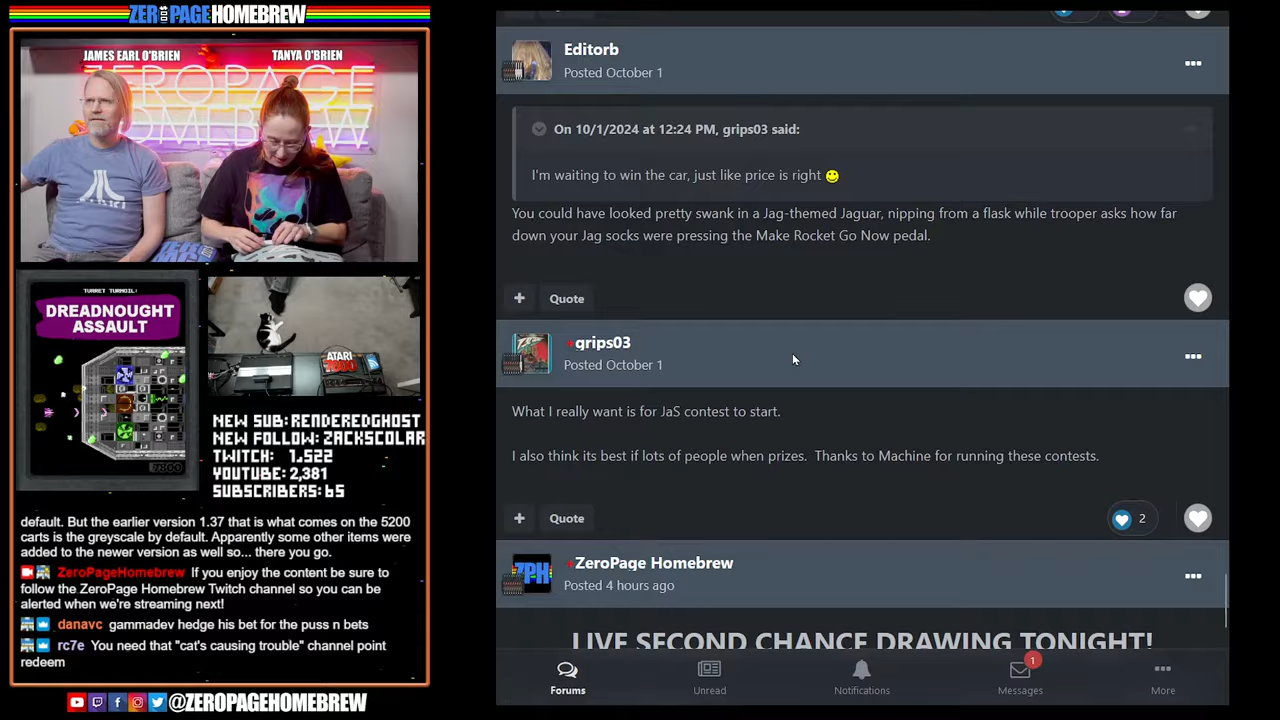 ZEROPAGE HOMEBREW
JAMES EARL O'BRIEN
TANYA O'BRIEN
ZEROPAGE
HOMEBREW
ATARI
TURRET TURMOIL:
DREADNOUGHT
ASSAULT
7800
ATARI
7800
NEW SUB:RENDEREDGHOST
NEW FOLLOW:ZACKSCOLAR
TWITCH: 1,522
YOUTUBE: 2,381
SUBSCRIBERS: 65
default. But the earlier version 1.37 that is what comes on the 5200
carts is the greyscale by default. Apparently some other items were
added to the newer version as well so... there you go.
ZeroPageHomebrew If you enjoy the content be sure to
follow the ZeroPage Homebrew Twitch channel so you can be
alerted when we're streaming next!
danavc gammadev hedge his bet for the puss n bets
rc7e You need that "cat's causing trouble" channel point
redeem
@ZEROPAGEHOMEBREW
Editorb
Posted October 1
On 10/1/2024 at 12:24 PM, grips03 said:
I'm waiting to win the car, just like price is right
You could have looked pretty swank in a Jag-themed Jaguar, nipping from a flask while trooper asks how far
down your Jag socks were pressing the Make Rocket Go Now pedal.
+ Quote
+grips03
Posted October 1
What I really want is for JaS contest to start.
I also think its best if lots of people when prizes. Thanks to Machine for running these contests.
+ Quote
2
ZPH
+ZeroPage Homebrew
Posted 4 hours ago
LIVE SECOND CHANCE DRAWING TONIGHT!
1
Forums
Unread
Notifications
Messages
More